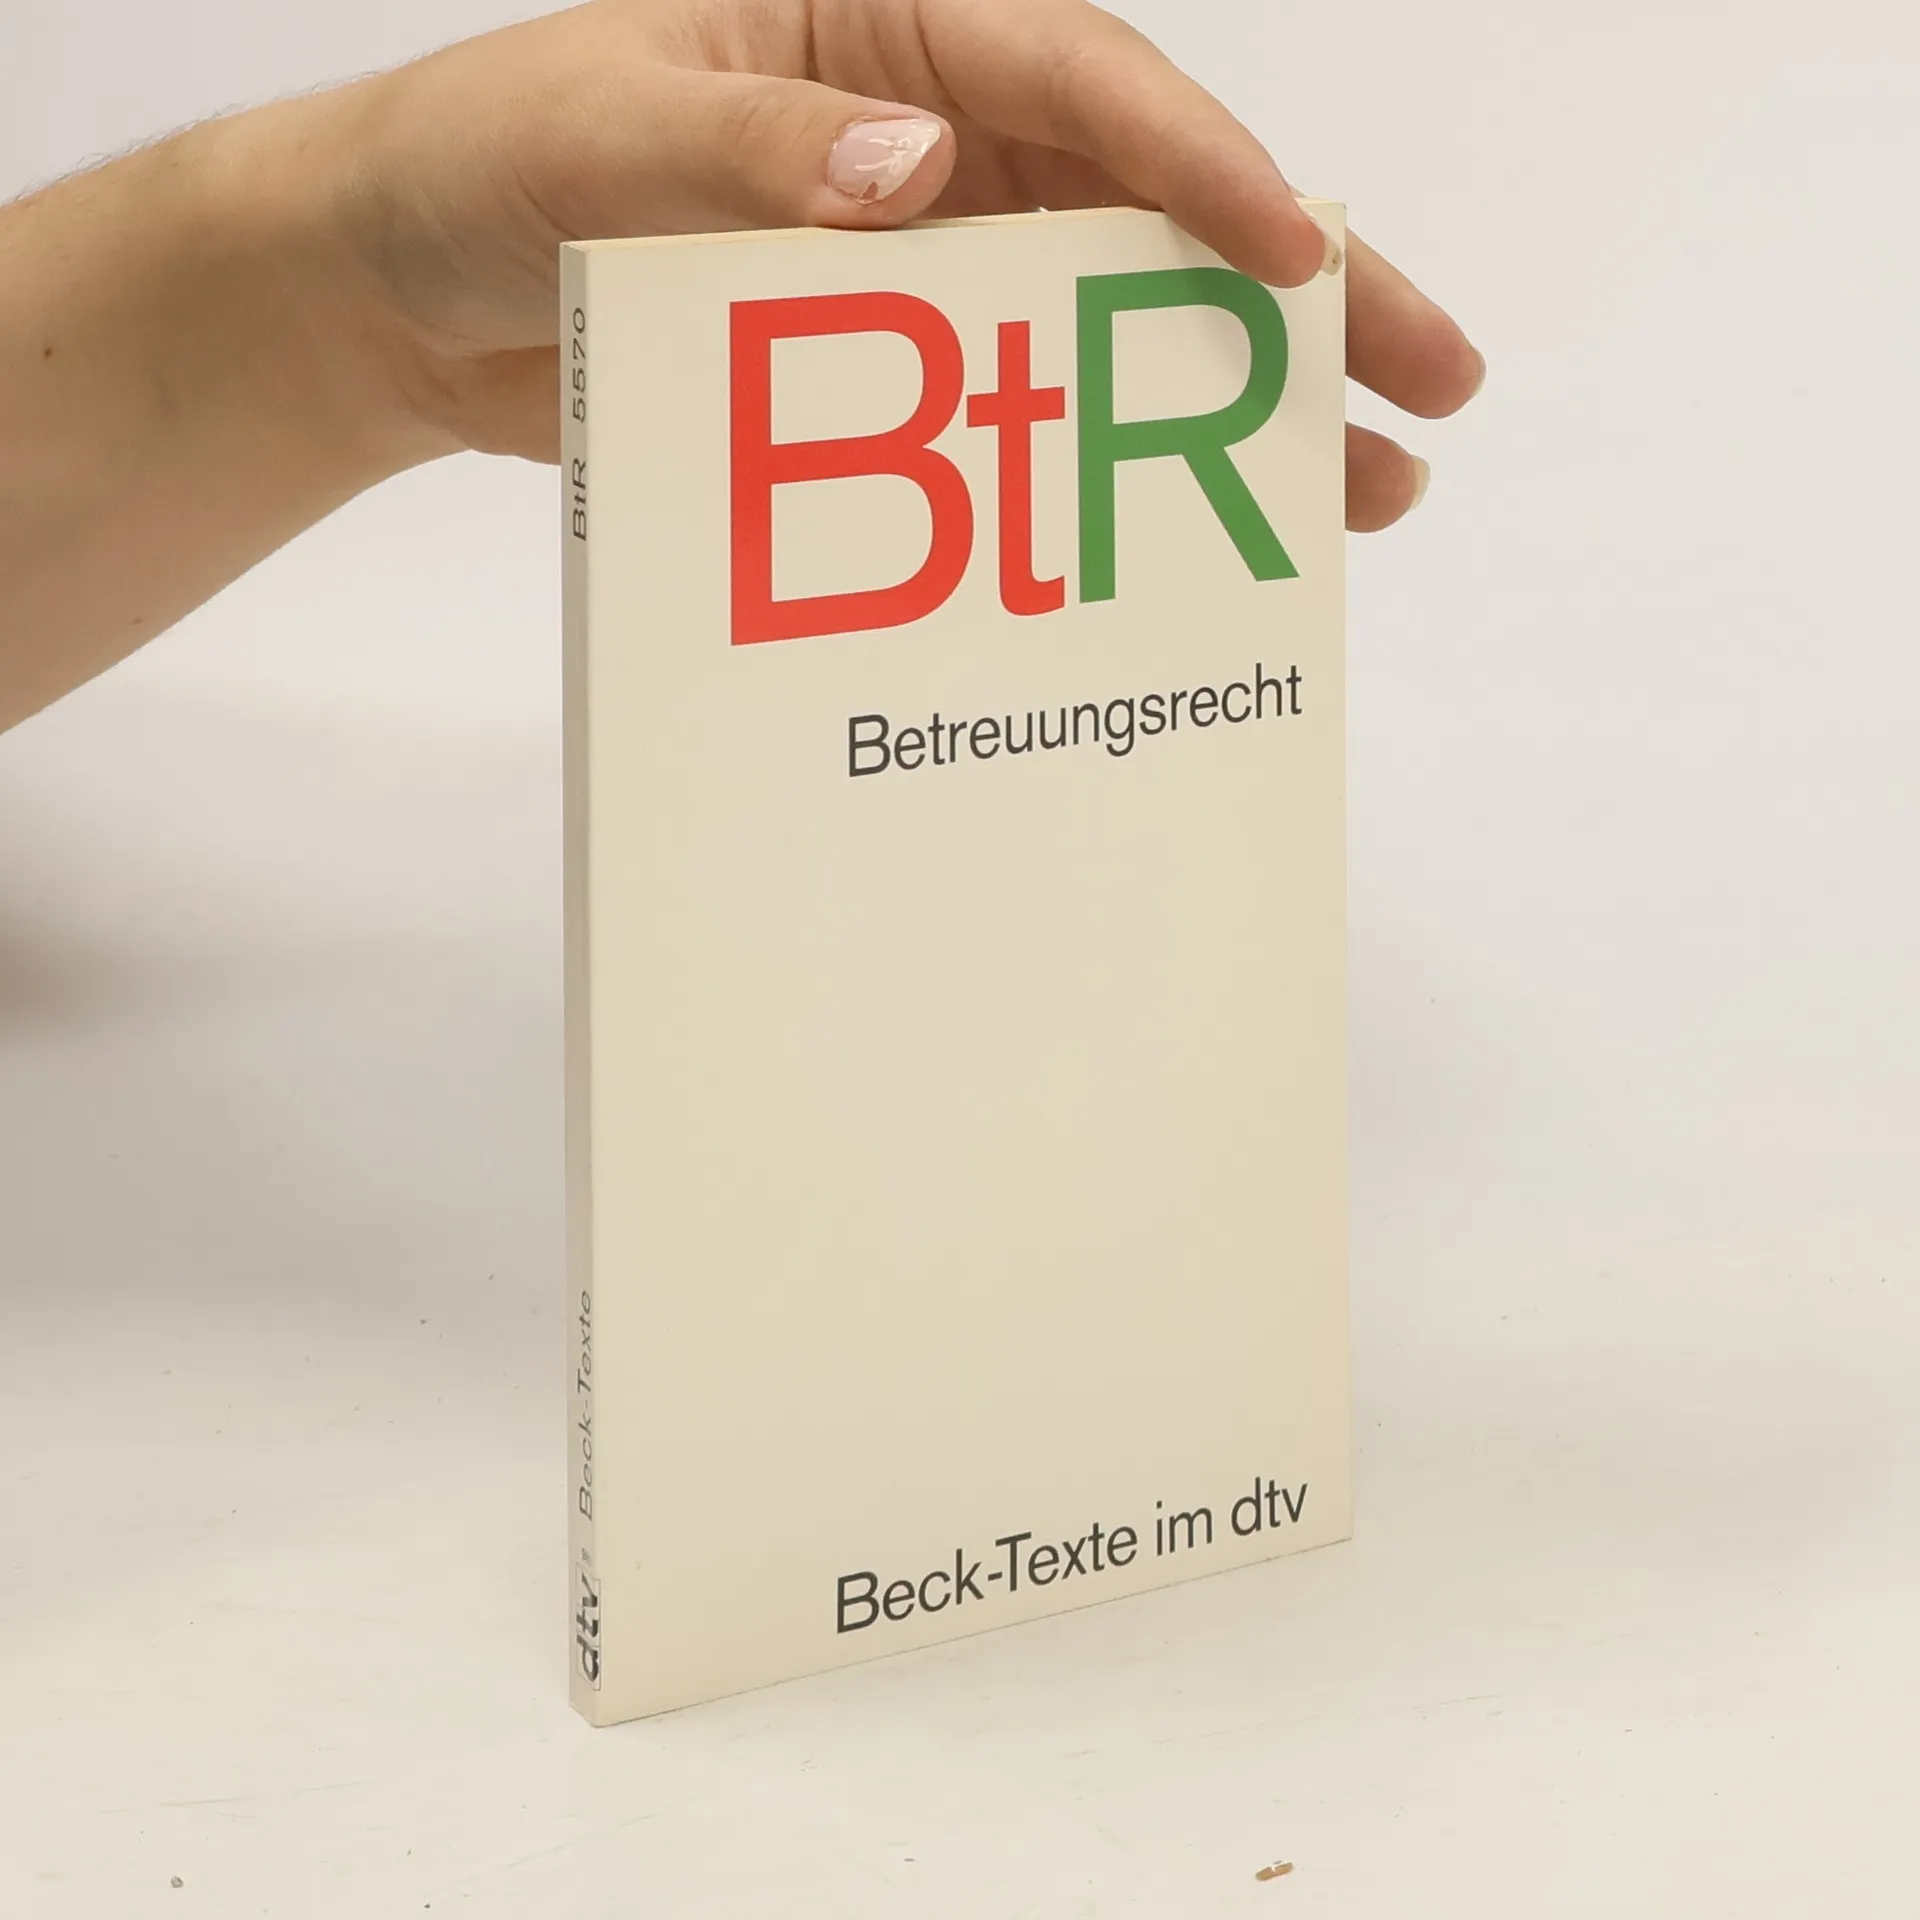 BtR
Betreuungsrecht
Beck-Texte im dtv
BtR 5570
dtv Beck-Texte